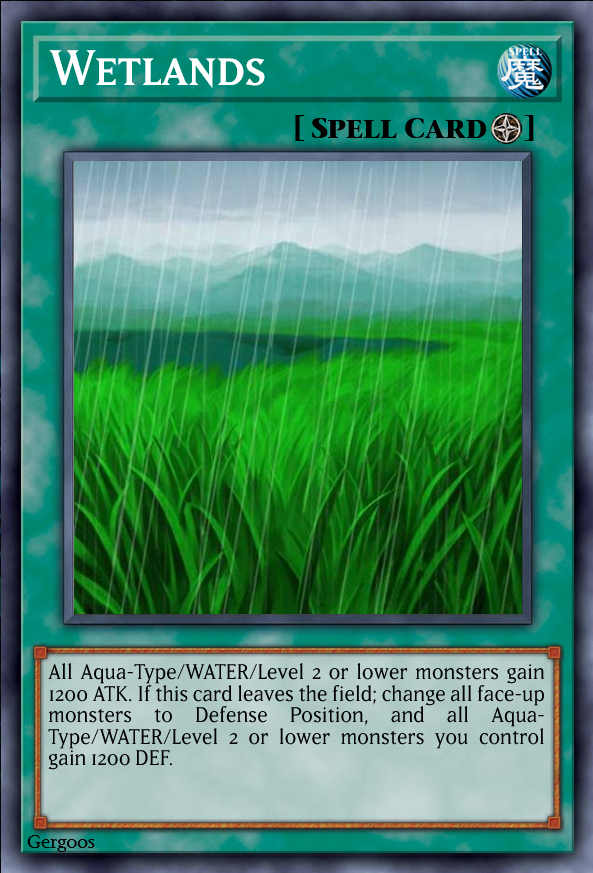 Wetlands
SPELL
魔
[ Spell Card ]
All Aqua-Type/WATER/Level 2 or lower monsters gain
1200 ATK. If this card leaves the field; change all face-up
monsters to Defense Position, and all Aqua-
Type/WATER/Level 2 or lower monsters you control
gain 1200 DEF.
Gergoos